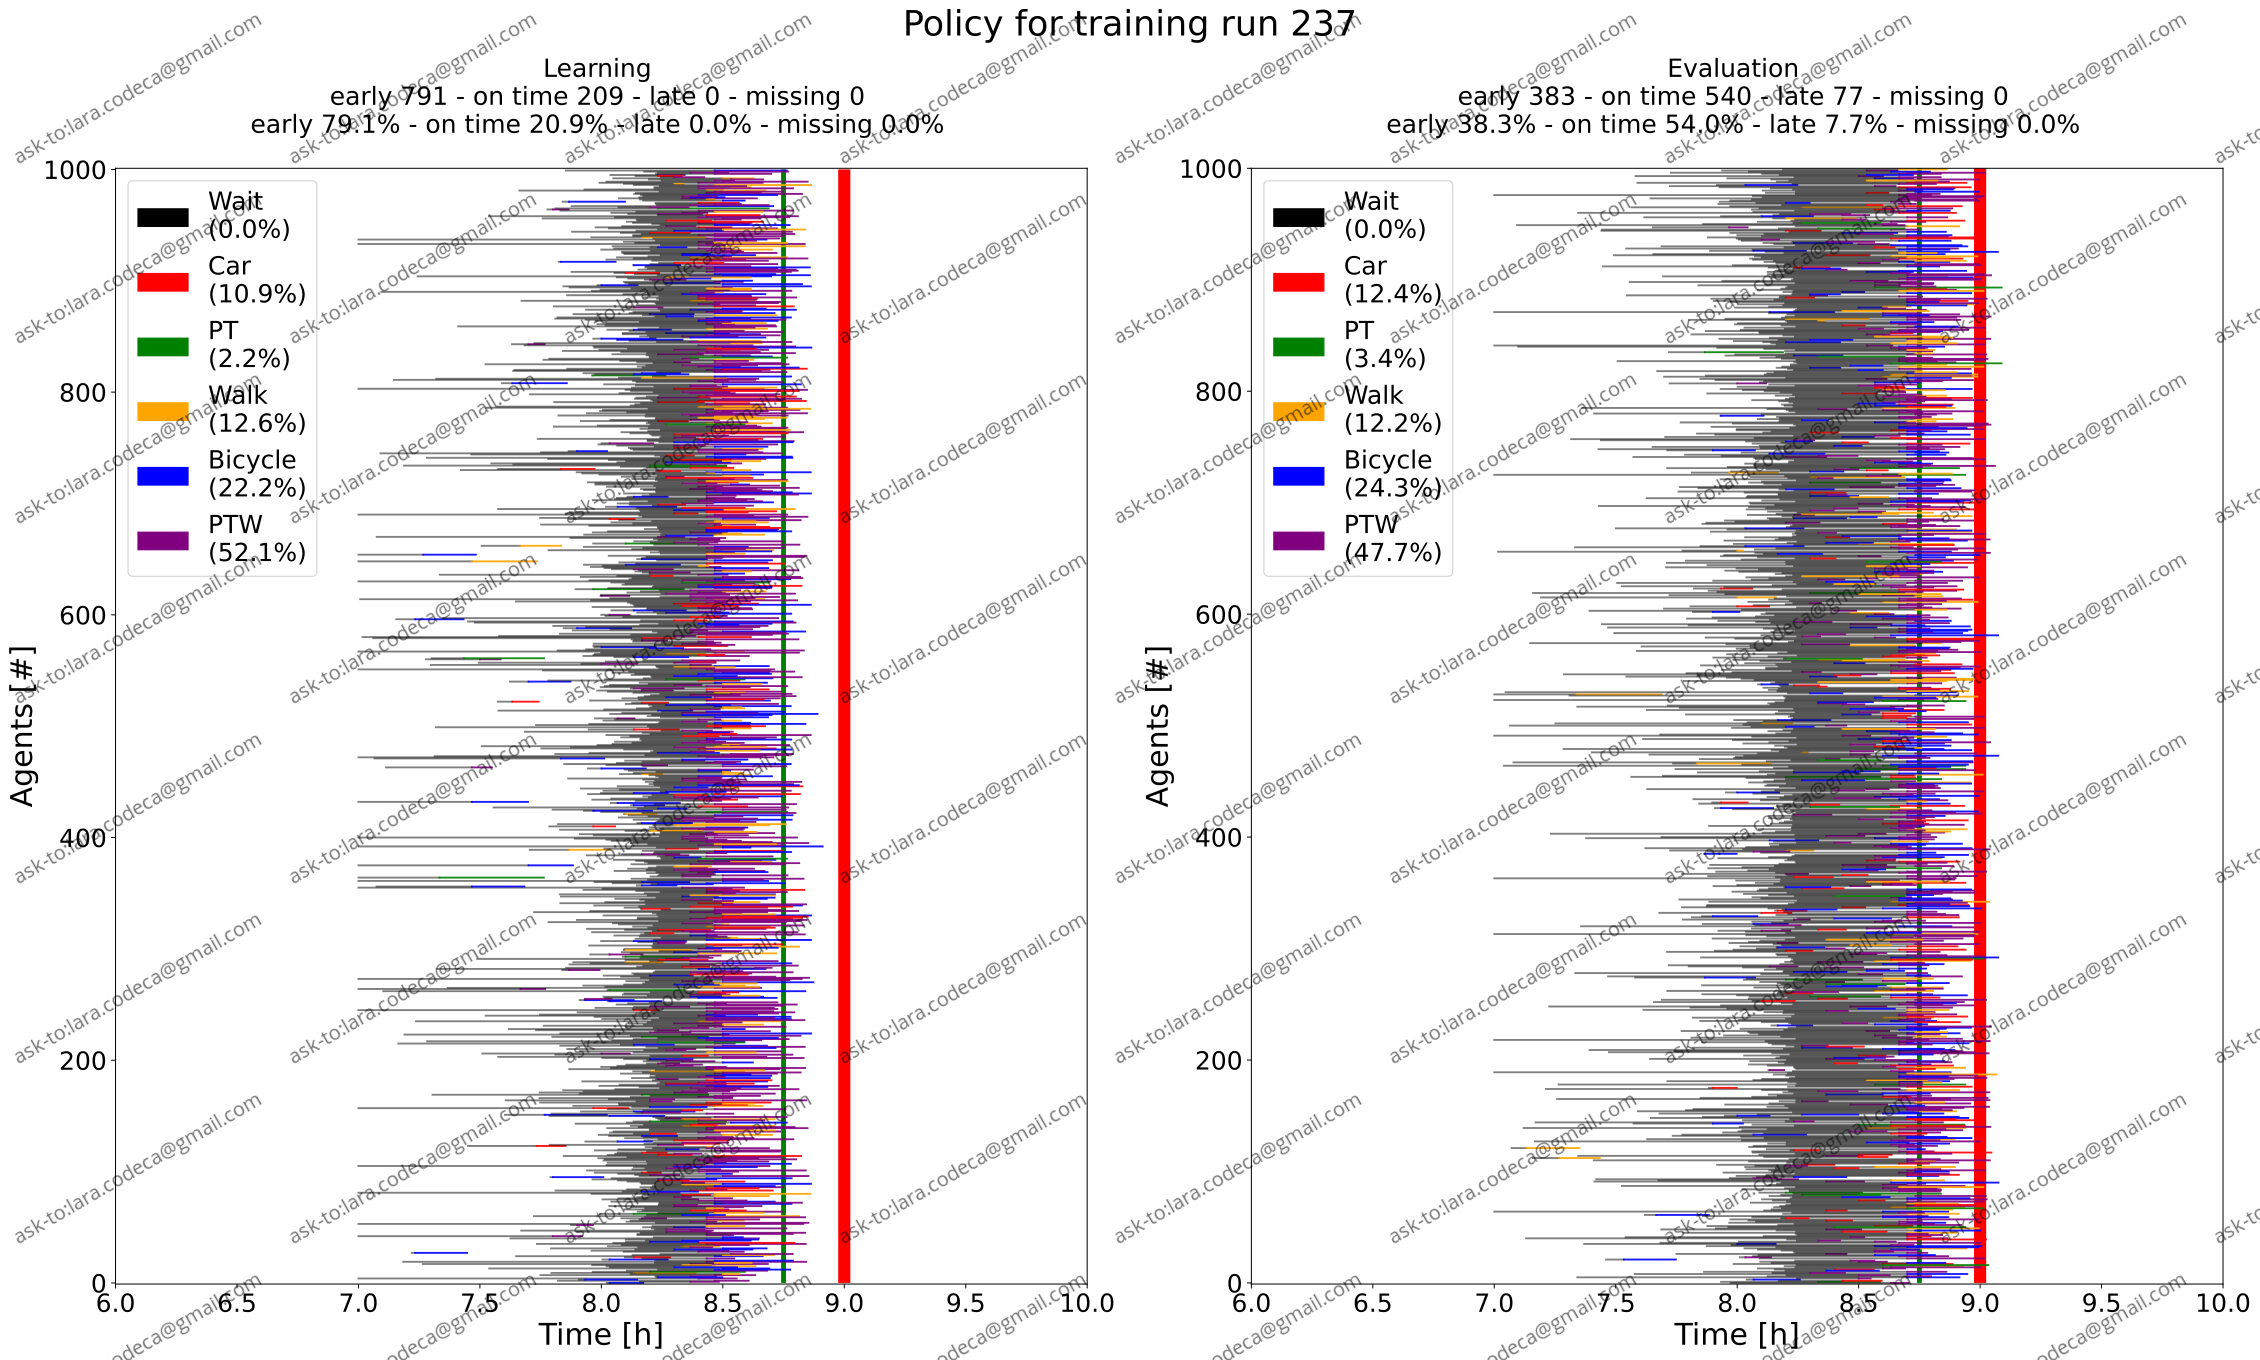 Policy for training run 237
Learning
early 791 - on time 209 - late 0 - missing 0
early 79.1% - on time 20.9% - late 0.0% - missing 0.0%
1000
800
600
400
200
0
Agents [#]
Wait
(0.0%)
Car
(10.9%)
PT
(2.2%)
Walk
(12.6%)
Bicycle
(22.2%)
PTW
(52.1%)
6.0 6.5 7.0 7.5 8.0 8.5 9.0 9.5 10.0
Time [h]
Evaluation
early 383 - on time 540 - late 77 - missing 0
early 38.3% - on time 54.0% - late 7.7% - missing 0.0%
1000
800
600
400
200
0
Agents [#]
Wait
(0.0%)
Car
(12.4%)
PT
(3.4%)
Walk
(12.2%)
Bicycle
(24.3%)
PTW
(47.7%)
6.0 6.5 7.0 7.5 8.0 8.5 9.0 9.5 10.0
Time [h]
ask-to:lara.codeca@gmail.com